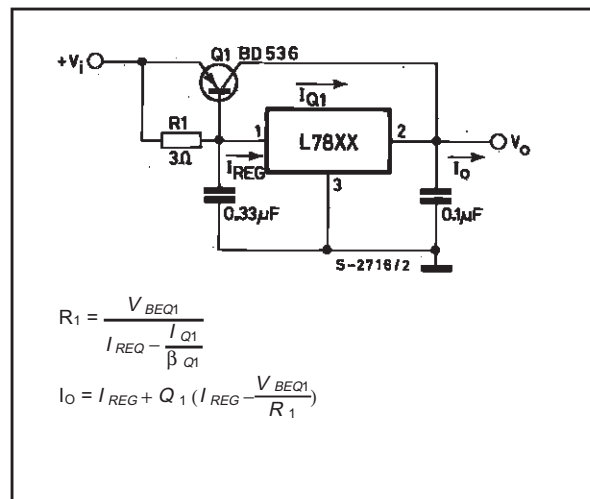 Q1 BD536
+Vi
IQ1
R1
3Ω
1
L78XX
2
Vo
IREG
IO
3
0.33μF
0.1μF
S-2716/2
R1 = VBEQ1 / (IREQ – IQ1 / βQ1)
IO = IREG + Q1 (IREG – VBEQ1 / R1)